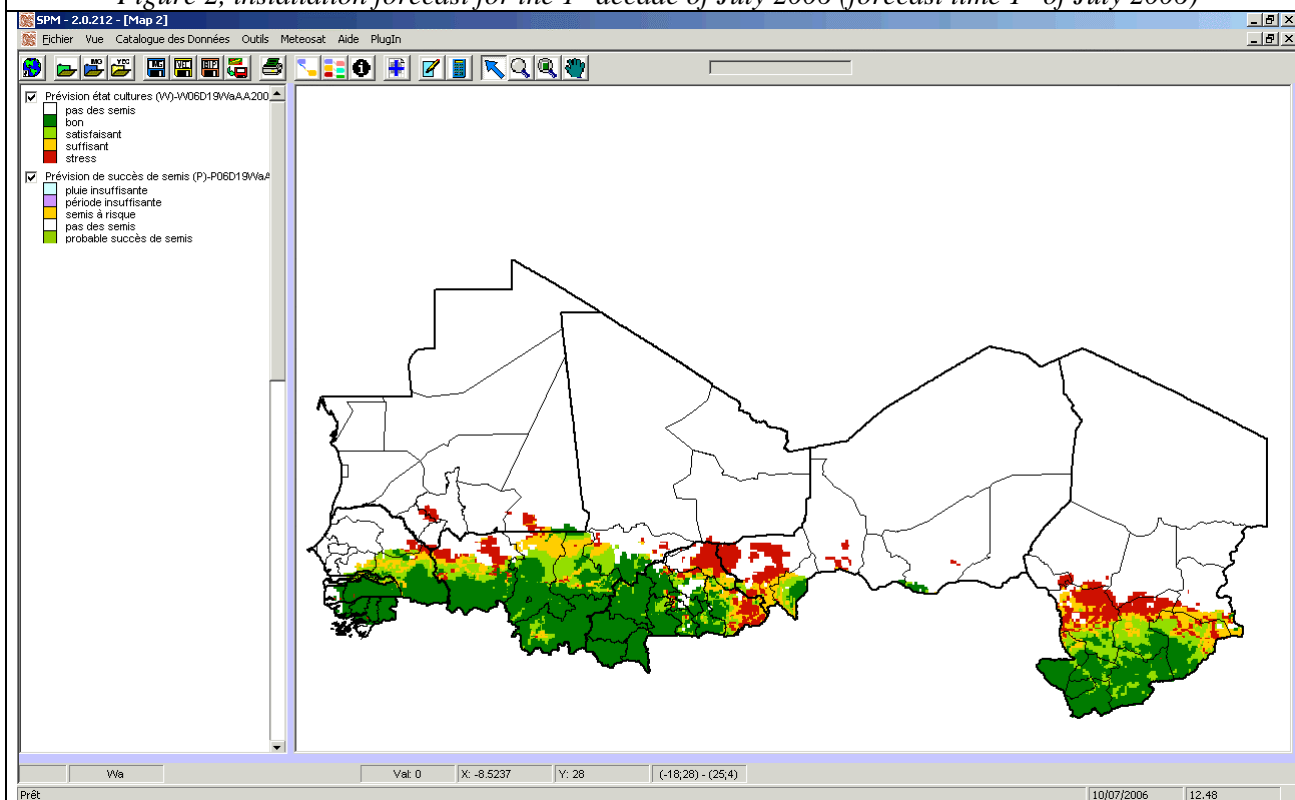 Figure 2, installation forecast for the 1st decade of July 2006 (forecast time 1st of July 2006)
SPM - 2.0.212 - [Map 2]
Fichier Vue Catalogue des Données Outils Meteosat Aide PlugIn
Prévision état cultures (W)-W06D19WaAA200
pas des semis
bon
satisfaisant
suffisant
stress
Prévision de succès de semis (P)-P06D19WaA
pluie insuffisante
période insuffisante
semis à risque
pas des semis
probable succès de semis
Wa Val: 0 X: -8.5237 Y: 28 (-18;28) - (25;4)
Prêt 10/07/2006 12.48